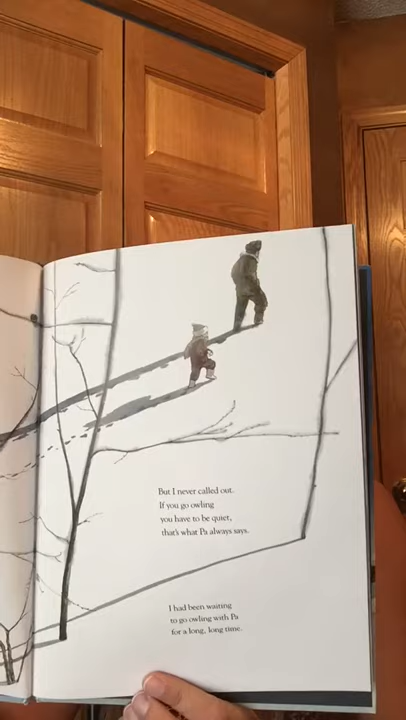 But I never called out.
If you go owling
you have to be quiet,
that's what Pa always says.
I had been waiting
to go owling with Pa
for a long, long time.